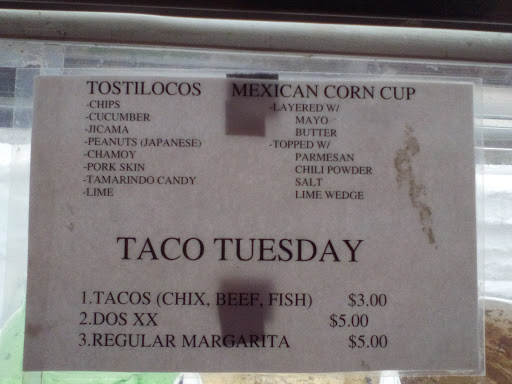 TOSTILOCOS
-CHIPS
-CUCUMBER
-JICAMA
-PEANUTS (JAPANESE)
-CHAMOY
-PORK SKIN
-TAMARINDO CANDY
-LIME
MEXICAN CORN CUP
-LAYERED W/
MAYO
BUTTER
-TOPPED W/
PARMESAN
CHILI POWDER
SALT
LIME WEDGE
TACO TUESDAY
1.TACOS (CHIX, BEEF, FISH) $3.00
2.DOS XX $5.00
3.REGULAR MARGARITA $5.00